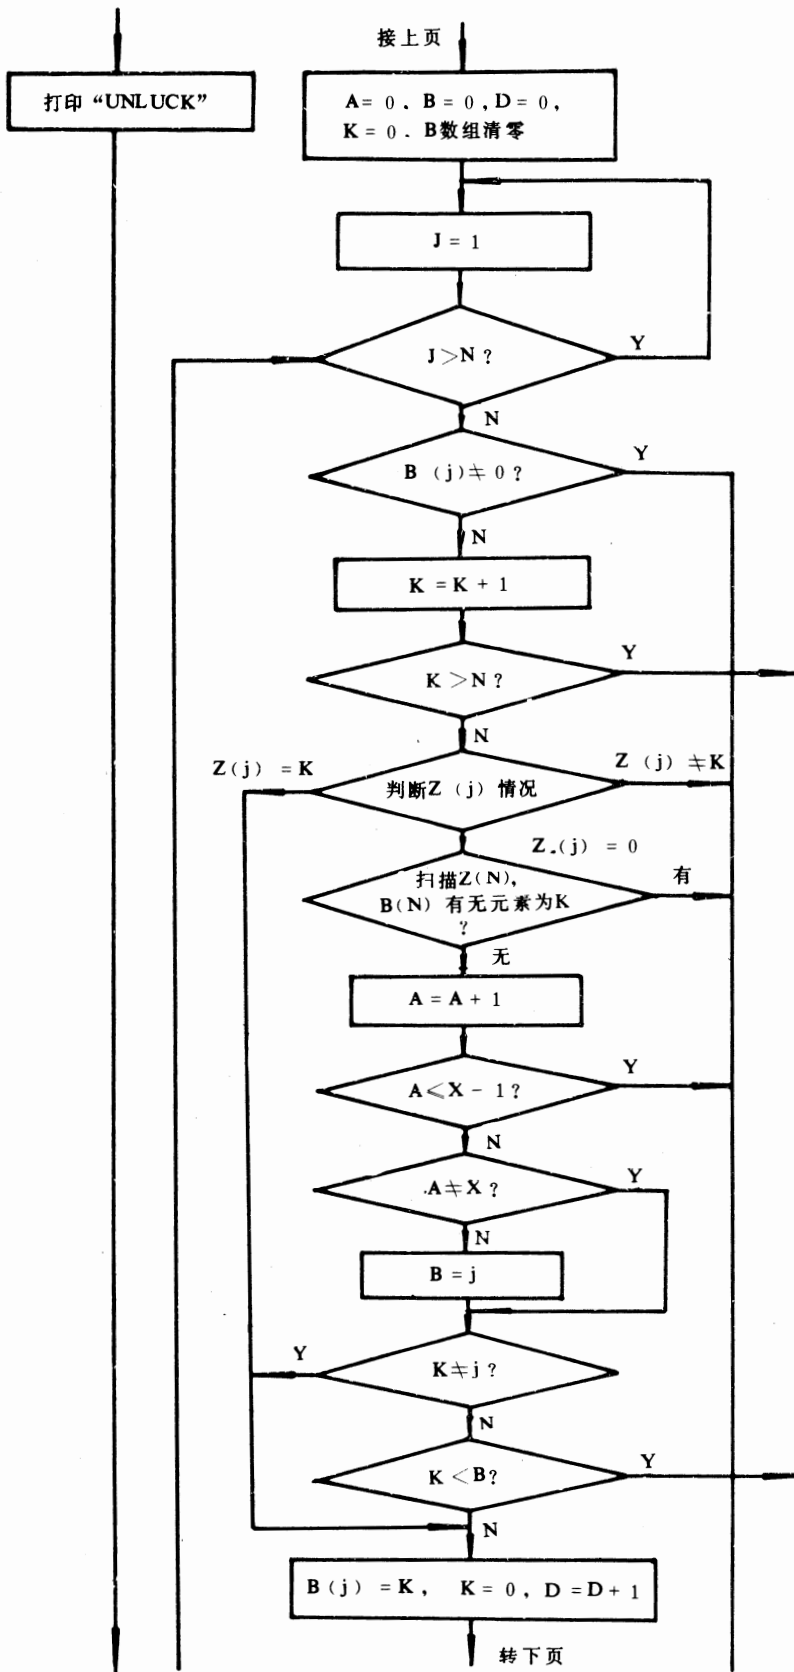 接上页
打印“UNLUCK”
A= 0 . B = 0 , D = 0 ,
K = 0 . B数组清零
J = 1
J >N ?
Y
N
B (j)≠ 0 ?
Y
N
K = K + 1
K >N ?
Y
N
Z(j) = K
判断Z (j) 情况
Z (j) ≠K
Z.(j) = 0
扫描Z(N),
B(N) 有无元素为K
?
有
无
A = A + 1
A≤X - 1?
Y
N
.A≠X ?
Y
N
B = j
K≠j ?
Y
N
K <B?
Y
N
B (j) = K , K = 0 , D =D+ 1
转下页